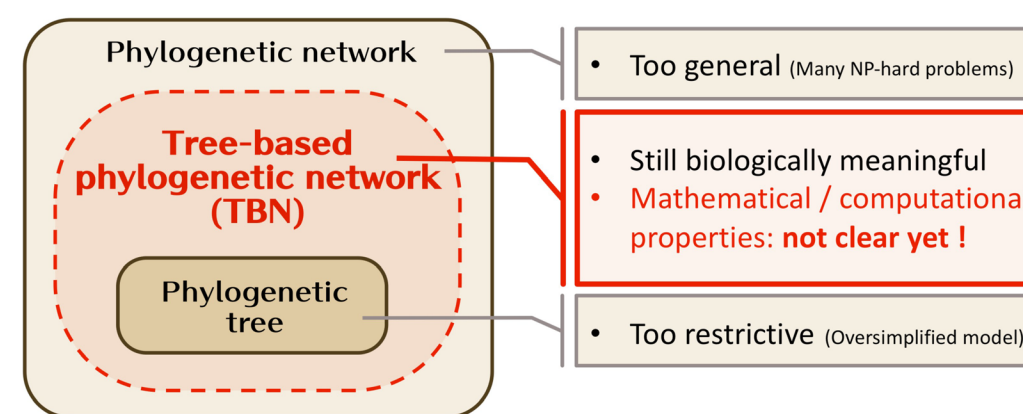 Phylogenetic network
Tree-based
phylogenetic network
(TBN)
Phylogenetic
tree
• Too general (Many NP-hard problems)
• Still biologically meaningful
• Mathematical / computationa
properties: not clear yet !
• Too restrictive (Oversimplified model)